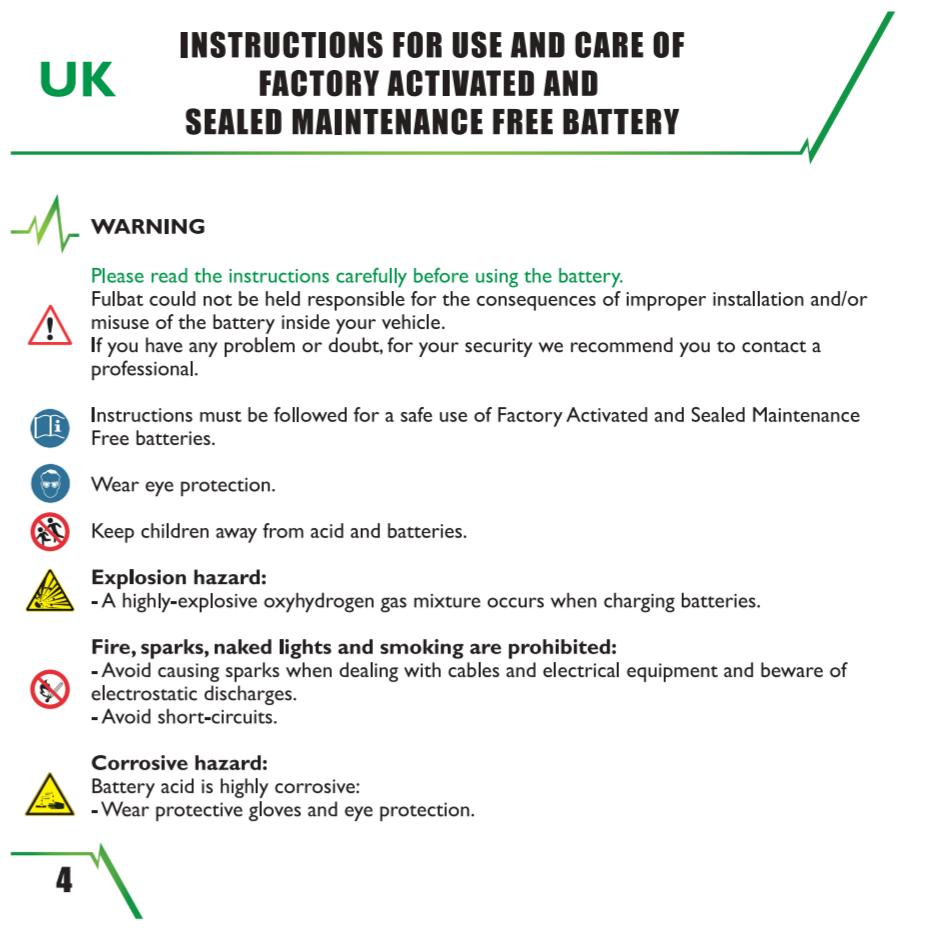 UK
INSTRUCTIONS FOR USE AND CARE OF
FACTORY ACTIVATED AND
SEALED MAINTENANCE FREE BATTERY
WARNING
Please read the instructions carefully before using the battery.
Fulbat could not be held responsible for the consequences of improper installation and/or
misuse of the battery inside your vehicle.
If you have any problem or doubt, for your security we recommend you to contact a
professional.
Instructions must be followed for a safe use of Factory Activated and Sealed Maintenance
Free batteries.
Wear eye protection.
Keep children away from acid and batteries.
Explosion hazard:
- A highly-explosive oxyhydrogen gas mixture occurs when charging batteries.
Fire, sparks, naked lights and smoking are prohibited:
- Avoid causing sparks when dealing with cables and electrical equipment and beware of
electrostatic discharges.
- Avoid short-circuits.
Corrosive hazard:
Battery acid is highly corrosive:
- Wear protective gloves and eye protection.
4